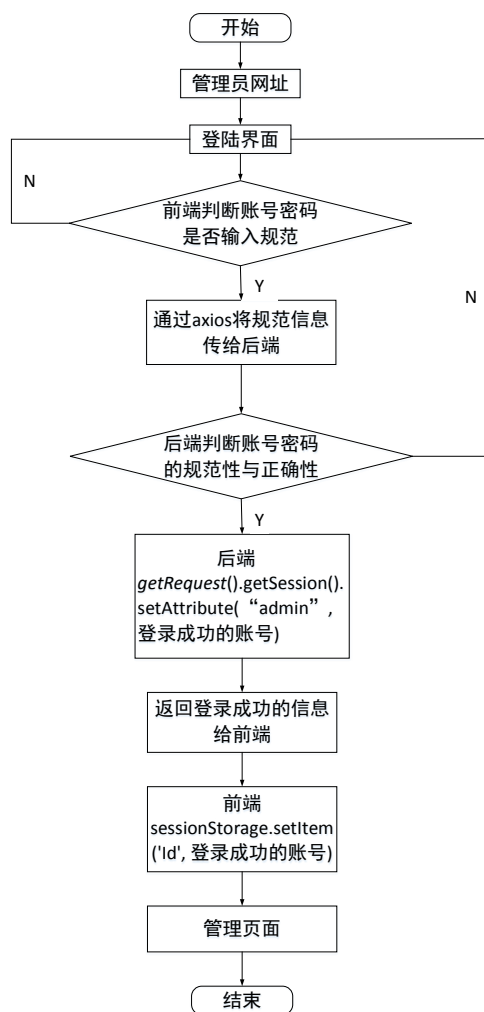 开始
管理员网址
登陆界面
N
前端判断账号密码
是否输入规范
Y
N
通过axios将规范信息
传给后端
后端判断账号密码
的规范性与正确性
Y
后端
getRequest().getSession().
setAttribute(“admin”,
登录成功的账号)
返回登录成功的信息
给前端
前端
sessionStorage.setItem
('Id', 登录成功的账号)
管理页面
结束